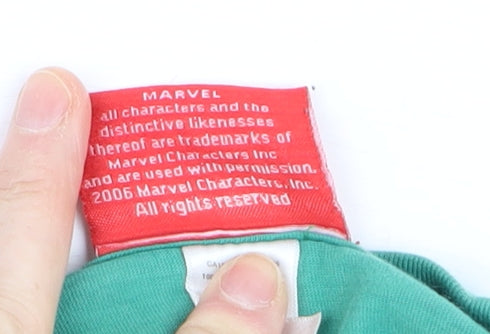 MARVEL
all characters and the
distinctive likenesses
thereof are trademarks of
Marvel Characters Inc
and are used with permission.
2006 Marvel Characters, Inc.
All rights reserved